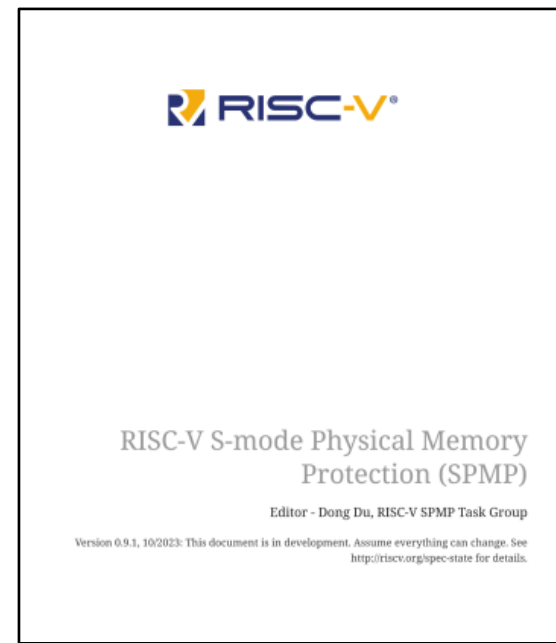 RISC-V®
RISC-V S-mode Physical Memory
Protection (SPMP)
Editor - Dong Du, RISC-V SPMP Task Group
Version 0.9.1, 10/2023: This document is in development. Assume everything can change. See
http://riscv.org/spec-state for details.